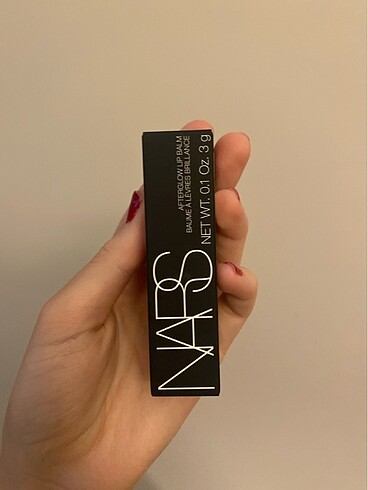 NARS
AFTERGLOW LIP BALM
BAUME À LÈVRES BRILLANCE
NET WT. 0.1 Oz. 3 g